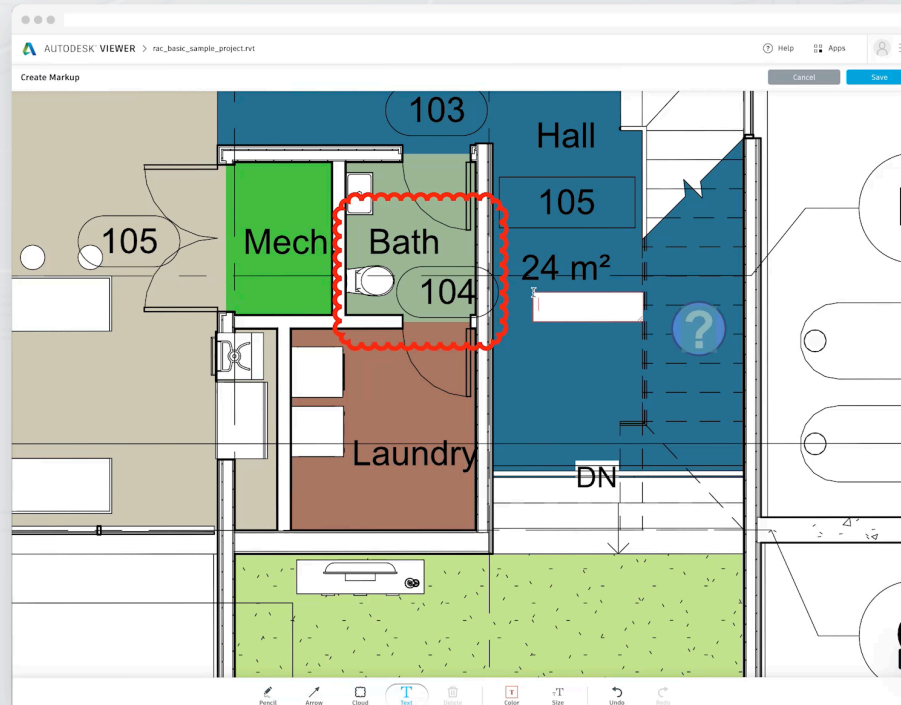 AUTODESK® VIEWER > rac_basic_sample_project.rvt
Help
Apps
Create Markup
Cancel
Save
103
Hall
105
105
Mech
Bath
24 m²
104
?
Laundry
DN
Pencil
Arrow
Cloud
T
Text
Delete
T
Color
TT
Size
Undo
Redo